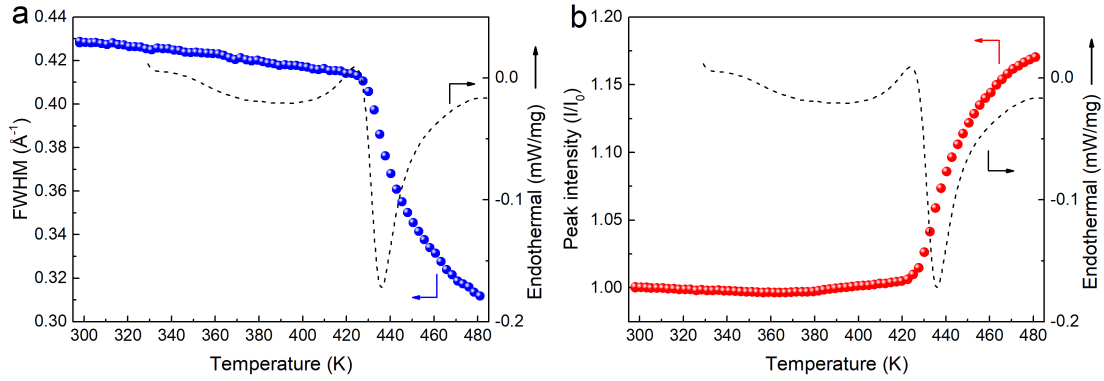 a
0.44
0.42
0.40
0.38
0.36
0.34
0.32
0.30
FWHM (Å⁻¹)
300 320 340 360 380 400 420 440 460 480
Temperature (K)
0.0
-0.1
-0.2
Endothermal (mW/mg)
b
1.20
1.15
1.10
1.05
1.00
Peak intensity (I/I₀)
300 320 340 360 380 400 420 440 460 480
Temperature (K)
0.0
-0.1
-0.2
Endothermal (mW/mg)